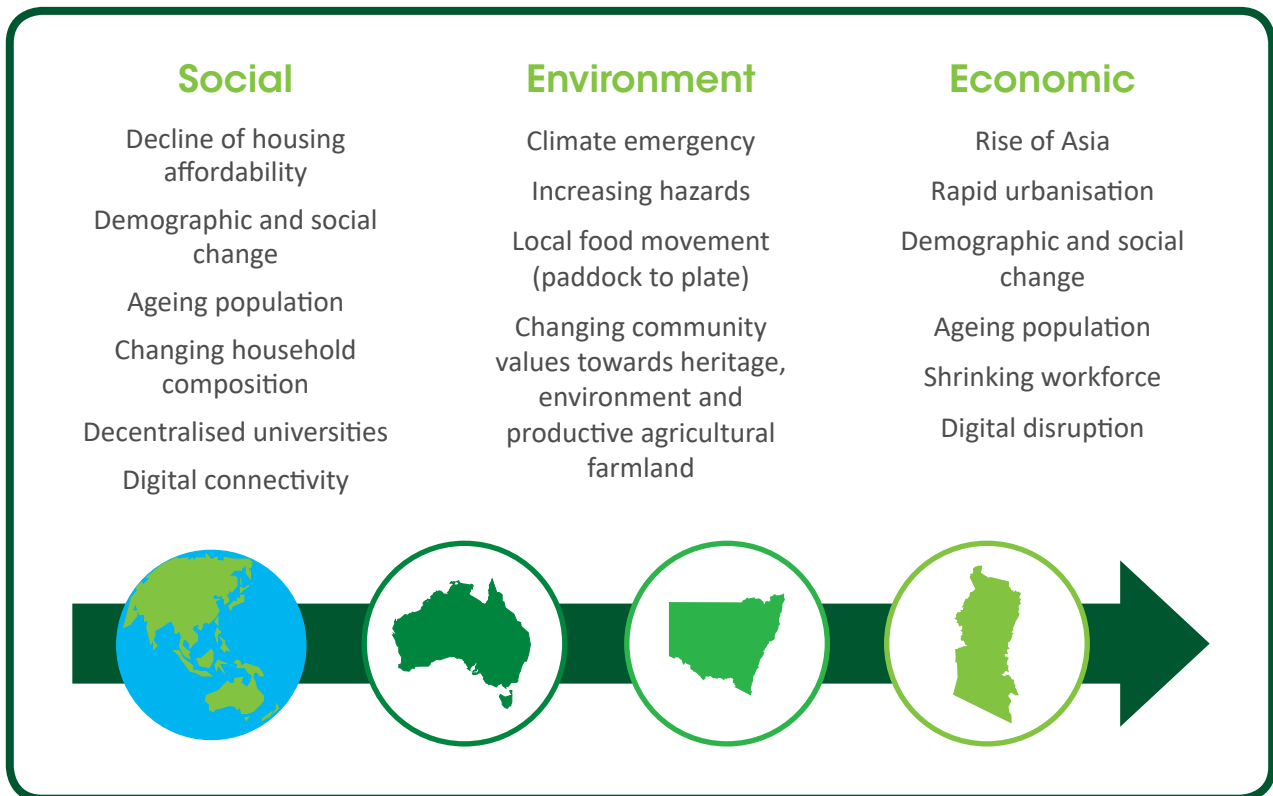 Social
Decline of housing
affordability
Demographic and social
change
Ageing population
Changing household
composition
Decentralised universities
Digital connectivity
Environment
Climate emergency
Increasing hazards
Local food movement
(paddock to plate)
Changing community
values towards heritage,
environment and
productive agricultural
farmland
Economic
Rise of Asia
Rapid urbanisation
Demographic and social
change
Ageing population
Shrinking workforce
Digital disruption